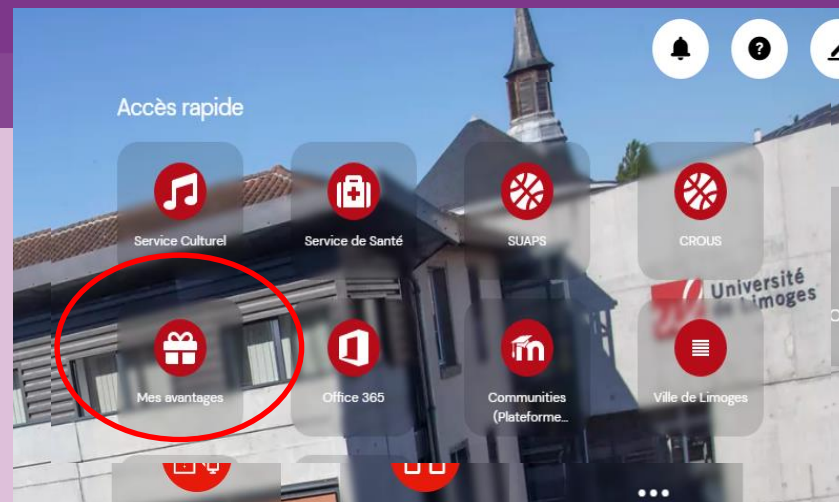 Accès rapide
Service Culturel
Service de Santé
SUAPS
CROUS
Université
de Limoges
Mes avantages
Office 365
Communities
(Plateforme...
Ville de Limoges